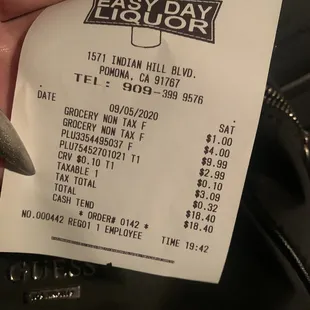 EASY DAY
LIQUOR
1571 INDIAN HILL BLVD.
POMONA, CA 91767
TEL: 909-399 9576
DATE 09/05/2020 SAT
GROCERY NON TAX F $1.00
GROCERY NON TAX F $4.00
PLU3354495037 F $9.99
PLU75452701021 T1 $2.99
CRV $0.10 T1 $0.10
TAXABLE 1 $3.09
TAX TOTAL $0.32
TOTAL $18.40
CASH TEND $18.40
* ORDER# 0142 *
NO.000442 REG01 1 EMPLOYEE TIME 19:42
GUESS